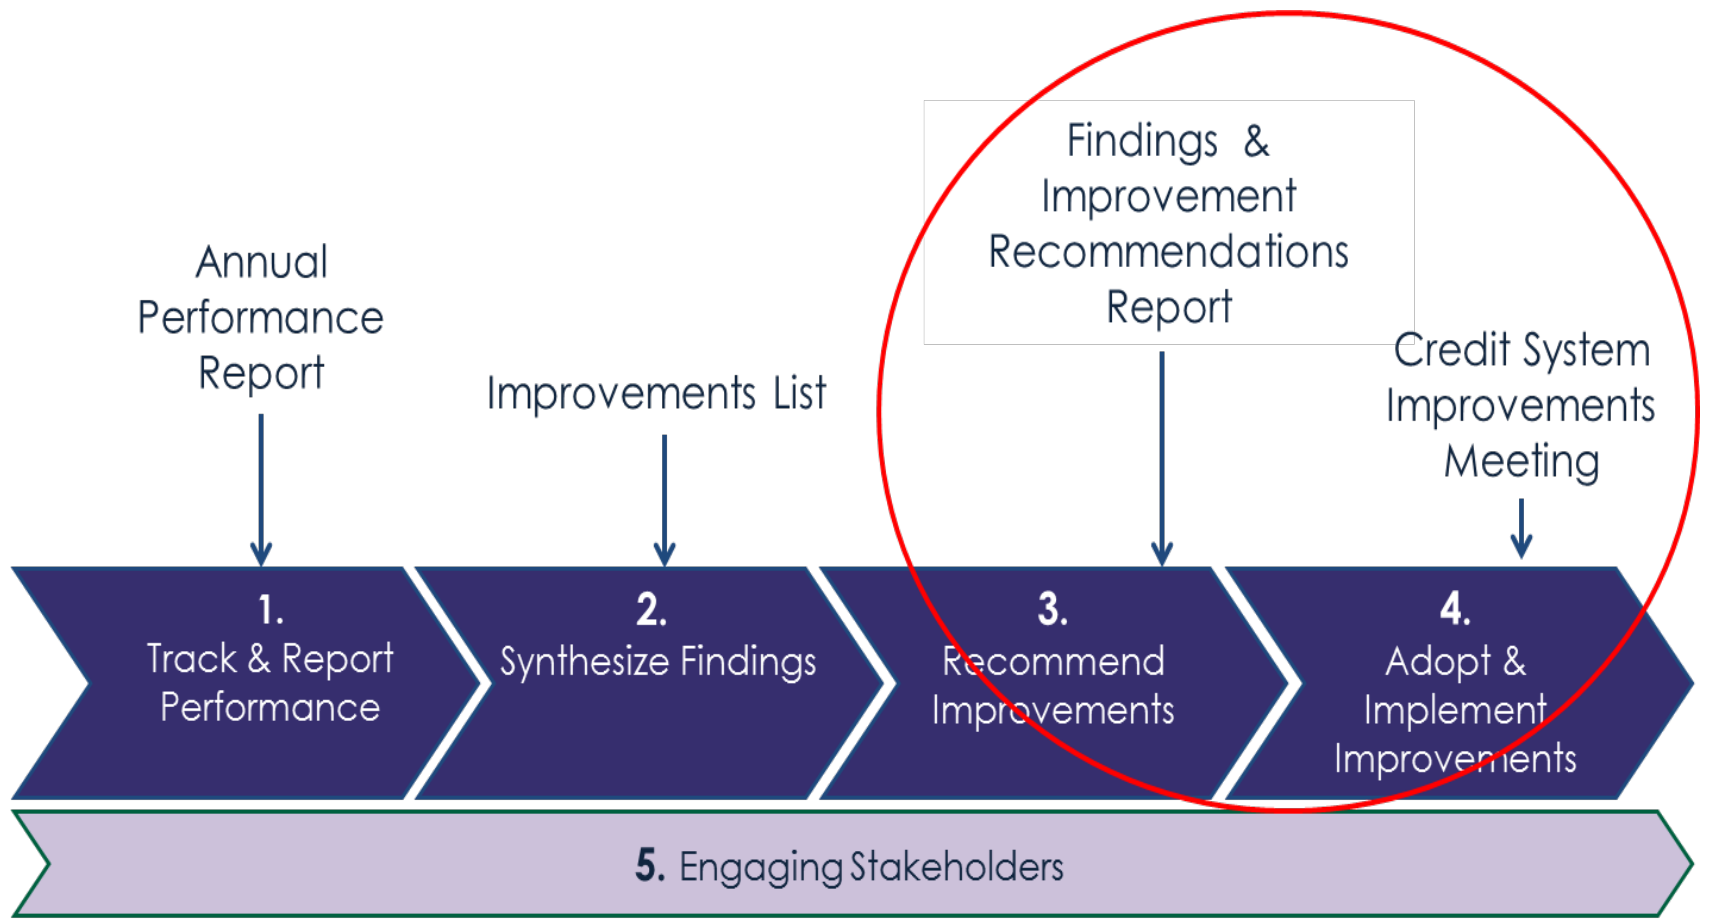 Findings &
Improvement
Recommendations
Report
Annual
Performance
Report
Improvements List
Credit System
Improvements
Meeting
1.
Track & Report
Performance
2.
Synthesize Findings
3.
Recommend
Improvements
4.
Adopt &
Implement
Improvements
5. Engaging Stakeholders